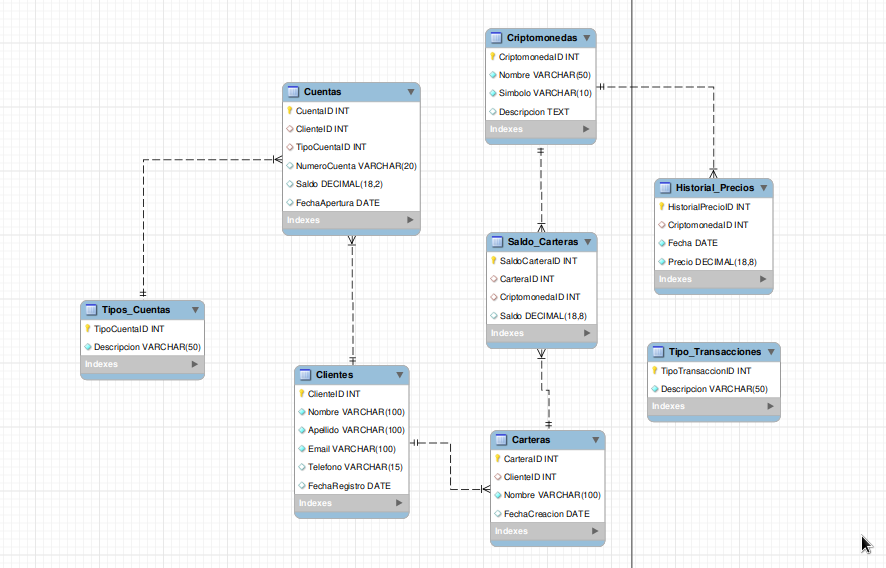 Criptomonedas
CriptomonedaID INT
Nombre VARCHAR(50)
Simbolo VARCHAR(10)
Descripcion TEXT
Indexes
Cuentas
CuentaID INT
ClienteID INT
TipoCuentaID INT
NumeroCuenta VARCHAR(20)
Saldo DECIMAL(18,2)
FechaApertura DATE
Indexes
Historial_Precios
HistorialPrecioID INT
CriptomonedaID INT
Fecha DATE
Precio DECIMAL(18,8)
Indexes
Saldo_Carteras
SaldoCarteraID INT
CarteraID INT
CriptomonedaID INT
Saldo DECIMAL(18,8)
Indexes
Tipos_Cuentas
TipoCuentaID INT
Descripcion VARCHAR(50)
Indexes
Tipo_Transacciones
TipoTransaccionID INT
Descripcion VARCHAR(50)
Indexes
Clientes
ClienteID INT
Nombre VARCHAR(100)
Apellido VARCHAR(100)
Email VARCHAR(100)
Telefono VARCHAR(15)
FechaRegistro DATE
Indexes
Carteras
CarteraID INT
ClienteID INT
Nombre VARCHAR(100)
FechaCreacion DATE
Indexes